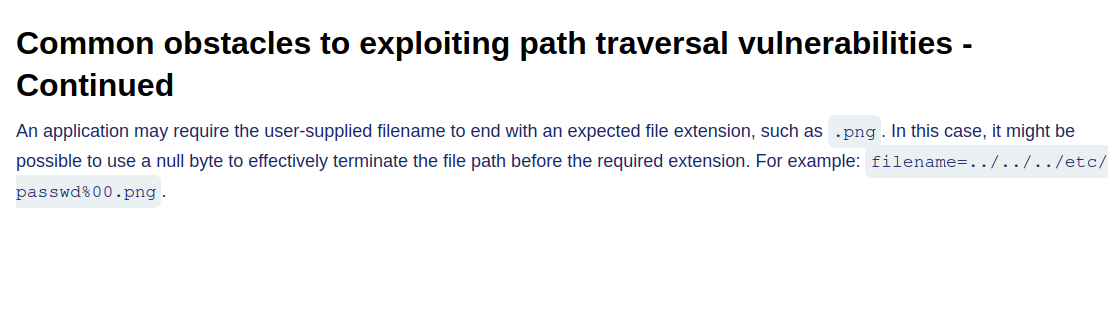 Common obstacles to exploiting path traversal vulnerabilities -
Continued
An application may require the user-supplied filename to end with an expected file extension, such as .png. In this case, it might be
possible to use a null byte to effectively terminate the file path before the required extension. For example: filename=../../../etc/
passwd%00.png.